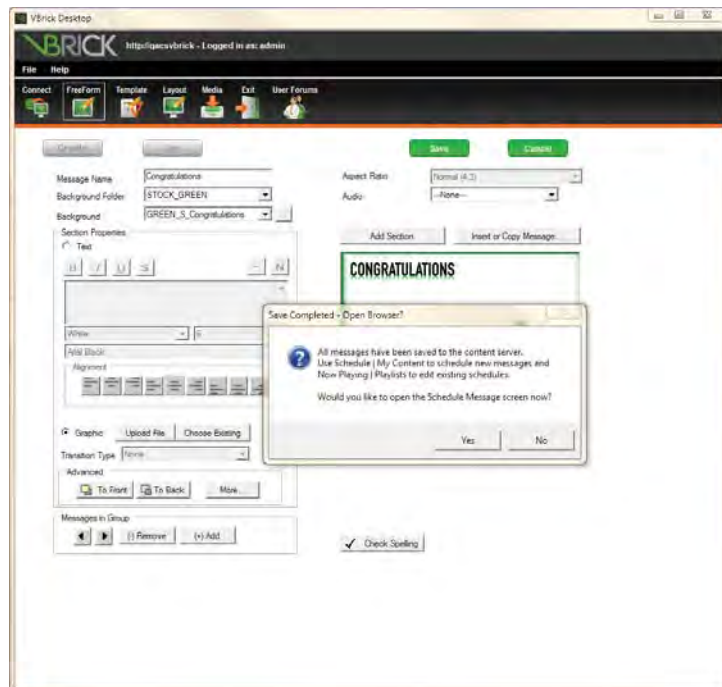 VBrick Desktop
VBRICK http://qacsvbrick - Logged in as: admin
File Help
Connect FreeForm Template Layout Media Exit User Forums
Save Cancel
Message Name Congratulations
Aspect Ratio Normal (4:3)
Background Folder STOCK_GREEN
Audio --None--
Background GREEN_S_Congratulations
Section Properties
Text
Add Section Insert or Copy Message
B I U S N
CONGRATULATIONS
White 6
Arial Black
Alignment
Save Completed - Open Browser?
All messages have been saved to the content server.
Use Schedule | My Content to schedule new messages and
Now Playing | Playlists to edit existing schedules.
Would you like to open the Schedule Message screen now?
Yes No
Graphic Upload File Choose Existing
Transition Type None
Advanced
To Front To Back More...
Messages in Group
(-) Remove (+) Add
Check Spelling